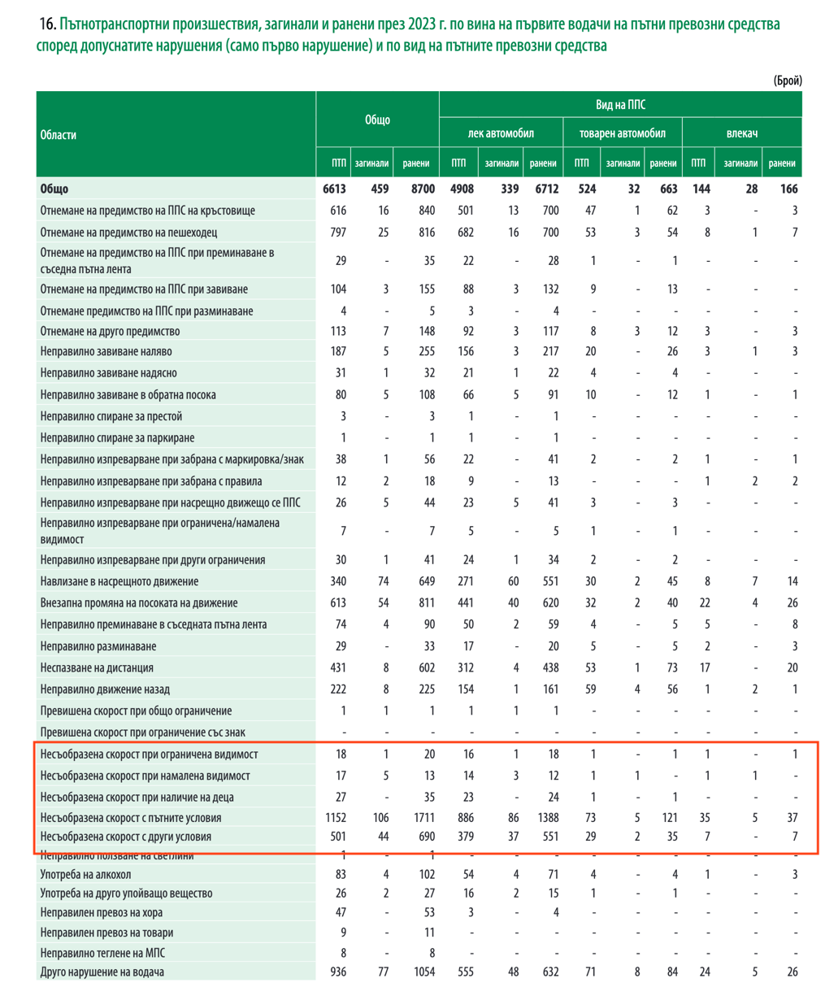 16. Пътнотранспортни произшествия, загинали и ранени през 2023 г. по вина на първите водачи на пътни превозни средства
според допуснатите нарушения (само първо нарушение) и по вид на пътните превозни средства
(Брой)
Области Общо Вид на ППС
лек автомобил товарен автомобил влекач
ПТП загинали ранени ПТП загинали ранени ПТП загинали ранени ПТП загинали ранени
Общо 6613 459 8700 4908 339 6712 524 32 663 144 28 166
Отнемане на предимство на ППС на кръстовище 616 16 840 501 13 700 47 1 62 3 - 3
Отнемане на предимство на пешеходец 797 25 816 682 16 700 53 3 54 8 1 7
Отнемане на предимство на ППС при преминаване в
съседна пътна лента 29 - 35 22 - 28 1 - 1 - - -
Отнемане на предимство на ППС при завиване 104 3 155 88 3 132 9 - 13 - - -
Отнемане предимство на ППС при разминаване 4 - 5 3 - 4 - - - - - -
Отнемане на друго предимство 113 7 148 92 3 117 8 3 12 3 - 3
Неправилно завиване наляво 187 5 255 156 3 217 20 - 26 3 1 3
Неправилно завиване надясно 31 1 32 21 1 22 4 - 4 - - -
Неправилно завиване в обратна посока 80 5 108 66 5 91 10 - 12 1 - 1
Неправилно спиране за престой 3 - 3 1 - 1 - - - - - -
Неправилно спиране за паркиране 1 - 1 1 - 1 - - - - - -
Неправилно изпреварване при забрана с маркировка/знак 38 1 56 22 - 41 2 - 2 1 - 1
Неправилно изпреварване при забрана с правила 12 2 18 9 - 13 - - - 1 2 2
Неправилно изпреварване при насрещно движещо се ППС 26 5 44 23 5 41 3 - 3 - - -
Неправилно изпреварване при ограничена/намалена
видимост 7 - 7 5 - 5 1 - 1 - - -
Неправилно изпреварване при други ограничения 30 1 41 24 1 34 2 - 2 - - -
Навлизане в насрещното движение 340 74 649 271 60 551 30 2 45 8 7 14
Внезапна промяна на посоката на движение 613 54 811 441 40 620 32 2 40 22 4 26
Неправилно преминаване в съседната пътна лента 74 4 90 50 2 59 4 - 5 5 - 8
Неправилно разминаване 29 - 33 17 - 20 5 - 5 2 - 3
Неспазване на дистанция 431 8 602 312 4 438 53 1 73 17 - 20
Неправилно движение назад 222 8 225 154 1 161 59 4 56 1 2 1
Превишена скорост при общо ограничение 1 1 1 1 1 1 - - - - - -
Превишена скорост при ограничение със знак - - - - - - - - - - - -
Несъобразена скорост при ограничена видимост 18 1 20 16 1 18 1 - 1 1 - 1
Несъобразена скорост при намалена видимост 17 5 13 14 3 12 1 1 - 1 1 -
Несъобразена скорост при наличие на деца 27 - 35 23 - 24 1 - 1 - - -
Несъобразена скорост с пътните условия 1152 106 1711 886 86 1388 73 5 121 35 5 37
Несъобразена скорост с други условия 501 44 690 379 37 551 29 2 35 7 - 7
Неправилно ползване на светлини 1 - 1 - - - - - - - - -
Употреба на алкохол 83 4 102 54 4 71 4 - 4 1 - 3
Употреба на друго упойващо вещество 26 2 27 16 2 15 1 - 1 - - -
Неправилен превоз на хора 47 - 53 3 - 4 - - - - - -
Неправилен превоз на товари 9 - 11 - - - - - - - - -
Неправилно теглене на МПС 8 - 8 - - - - - - - - -
Друго нарушение на водача 936 77 1054 555 48 632 71 8 84 24 5 26